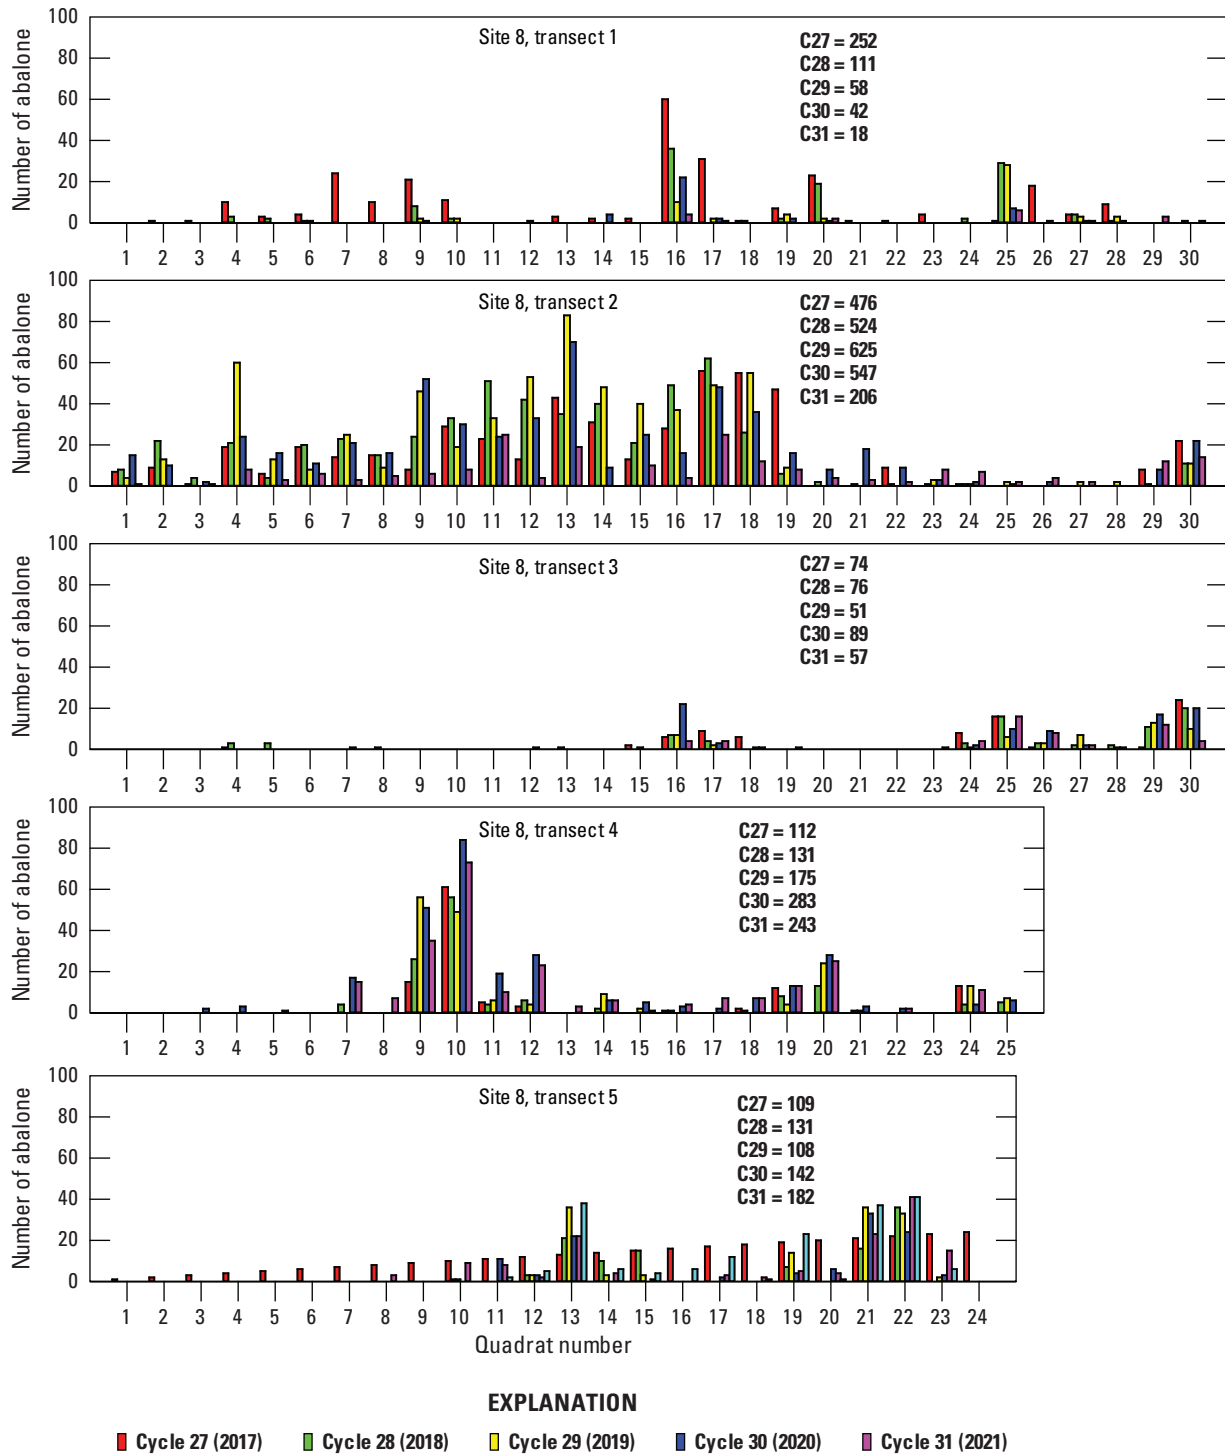 Number of abalone
100
80
60
40
20
0
Site 8, transect 1
C27 = 252
C28 = 111
C29 = 58
C30 = 42
C31 = 18
1 2 3 4 5 6 7 8 9 10 11 12 13 14 15 16 17 18 19 20 21 22 23 24 25 26 27 28 29 30
Number of abalone
100
80
60
40
20
0
Site 8, transect 2
C27 = 476
C28 = 524
C29 = 625
C30 = 547
C31 = 206
1 2 3 4 5 6 7 8 9 10 11 12 13 14 15 16 17 18 19 20 21 22 23 24 25 26 27 28 29 30
Number of abalone
100
80
60
40
20
0
Site 8, transect 3
C27 = 74
C28 = 76
C29 = 51
C30 = 89
C31 = 57
1 2 3 4 5 6 7 8 9 10 11 12 13 14 15 16 17 18 19 20 21 22 23 24 25 26 27 28 29 30
Number of abalone
100
80
60
40
20
0
Site 8, transect 4
C27 = 112
C28 = 131
C29 = 175
C30 = 283
C31 = 243
1 2 3 4 5 6 7 8 9 10 11 12 13 14 15 16 17 18 19 20 21 22 23 24 25
Number of abalone
100
80
60
40
20
0
Site 8, transect 5
C27 = 109
C28 = 131
C29 = 108
C30 = 142
C31 = 182
1 2 3 4 5 6 7 8 9 10 11 12 13 14 15 16 17 18 19 20 21 22 23 24
Quadrat number
EXPLANATION
Cycle 27 (2017) Cycle 28 (2018) Cycle 29 (2019) Cycle 30 (2020) Cycle 31 (2021)